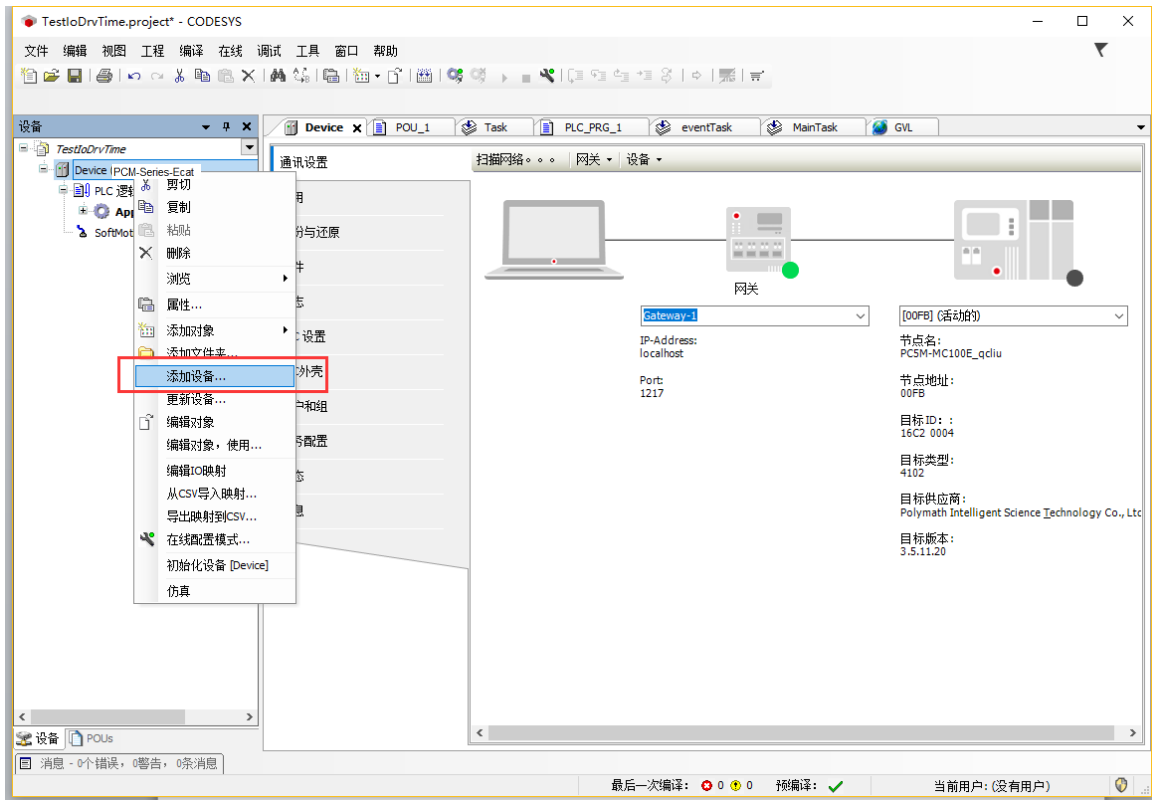 TestIoDrvTime.project* - CODESYS
文件 编辑 视图 工程 编译 在线 调试 工具 窗口 帮助
设备
Device POU_1 Task PLC_PRG_1 eventTask MainTask GVL
TestIoDrvTime
Device (PCM-Series-Ecat
PLC 逻辑
App
SoftMot
剪切
复制
粘贴
删除
浏览
属性...
添加对象
添加文件夹...
添加设备...
更新设备...
编辑对象
编辑对象，使用...
编辑IO映射
从CSV导入映射...
导出映射到CSV...
在线配置模式...
初始化设备 [Device]
仿真
通讯设置
用
份与还原
件
志
设置
外壳
户和组
务配置
态
息
扫描网络。。。 网关 设备
网关
Gateway-1
IP-Address:
localhost
Port:
1217
[00FB] (活动的)
节点名:
PC5M-MC100E_qcliu
节点地址:
00FB
目标ID: :
16C2 0004
目标类型:
4102
目标供应商:
Polymath Intelligent Science Technology Co., Ltd
目标版本:
3.5.11.20
设备 POUs
消息 - 0个错误，0警告，0条消息
最后一次编译: 0 0 预编译: 当前用户: (没有用户)